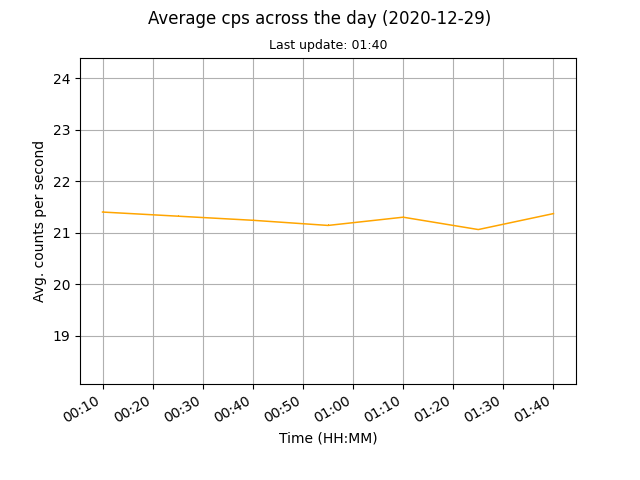 Average cps across the day (2020-12-29)
Last update: 01:40
24
23
22
21
20
19
Avg. counts per second
00:10 00:20 00:30 00:40 00:50 01:00 01:10 01:20 01:30 01:40
Time (HH:MM)